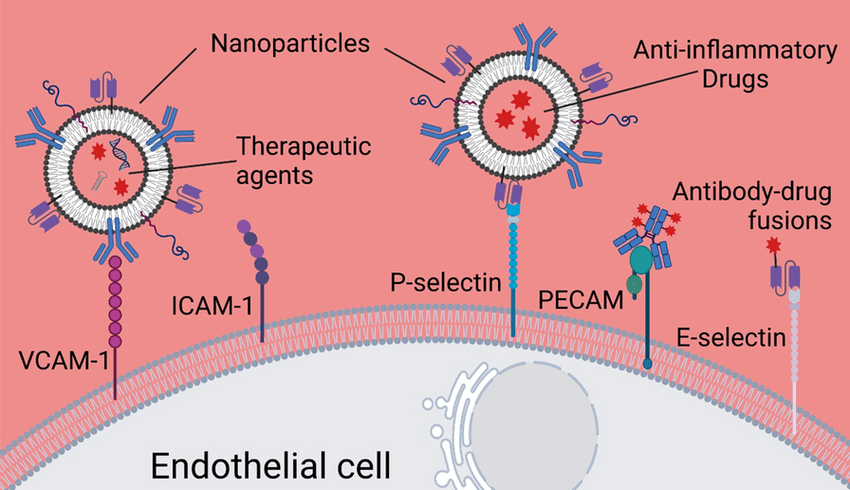 Nanoparticles
Anti-inflammatory
Drugs
Therapeutic
agents
Antibody-drug
fusions
P-selectin
PECAM
ICAM-1
E-selectin
VCAM-1
Endothelial cell